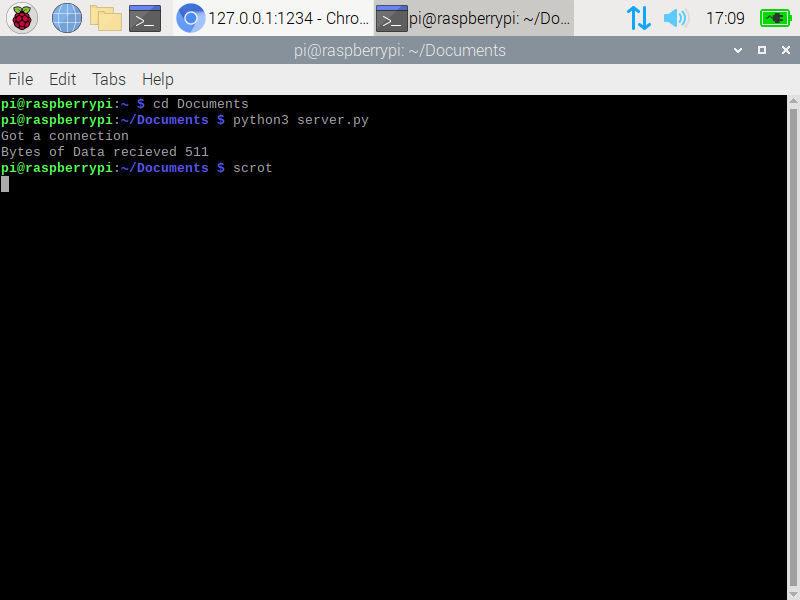 127.0.0.1:1234 - Chro... pi@raspberrypi: ~/Do... 17:09
pi@raspberrypi: ~/Documents
File Edit Tabs Help
pi@raspberrypi:~ $ cd Documents
pi@raspberrypi:~/Documents $ python3 server.py
Got a connection
Bytes of Data recieved 511
pi@raspberrypi:~/Documents $ scrot